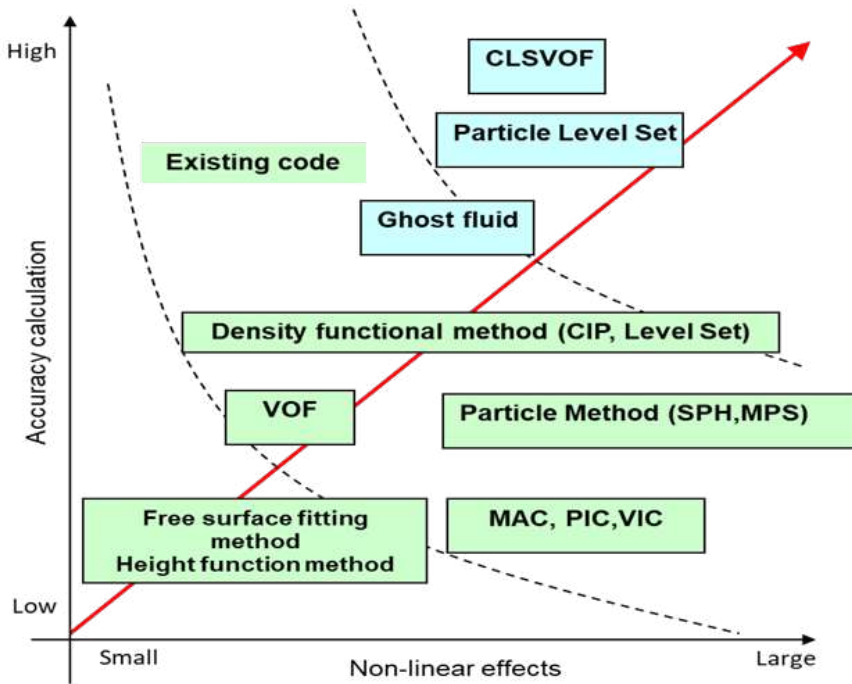 High
CLSVOF
Particle Level Set
Existing code
Ghost fluid
Accuracy calculation
Density functional method (CIP, Level Set)
VOF
Particle Method (SPH,MPS)
Free surface fitting
method
Height function method
MAC, PIC,VIC
Low
Small
Non-linear effects
Large